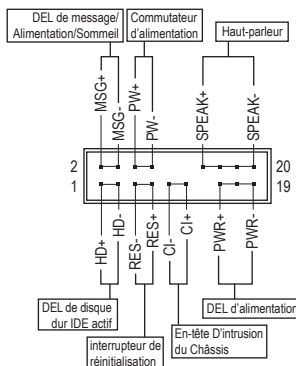 DEL de message/
Alimentation/Sommeil
Commutateur
d'alimentation
Haut-parleur
MSG+
MSG-
PW+
PW-
SPEAK+
SPEAK-
2
20
1
19
HD+
HD-
RES-
RES+
CI-
CI+
PWR+
PWR-
DEL de disque
dur IDE actif
interrupteur de
réinitialisation
En-tête D'intrusion
du Châssis
DEL d'alimentation